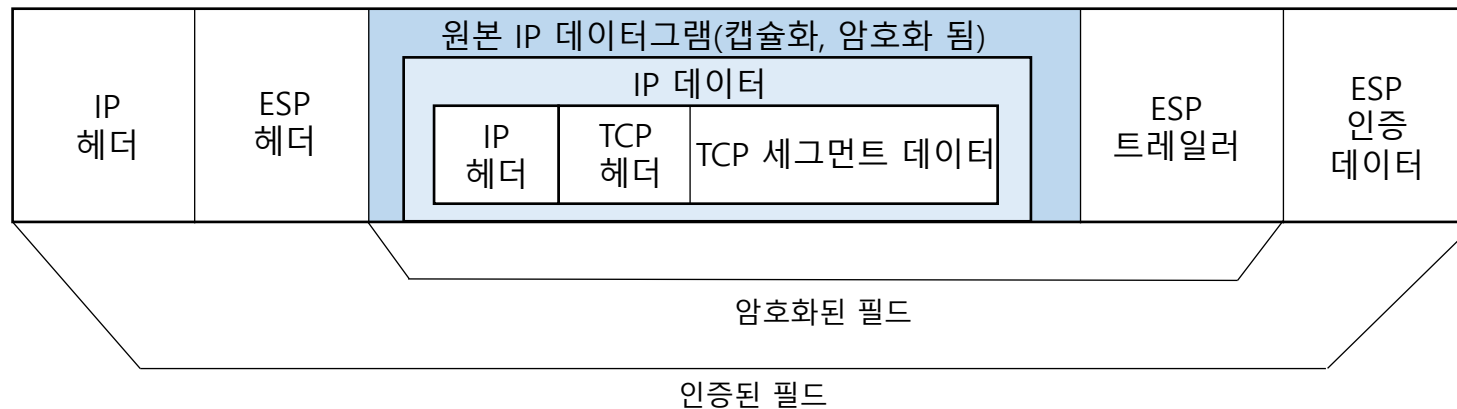 원본 IP 데이터그램(캡슐화, 암호화 됨)
IP 데이터
IP
헤더
ESP
헤더
IP
헤더
TCP
헤더
TCP 세그먼트 데이터
ESP
트레일러
ESP
인증
데이터
암호화된 필드
인증된 필드